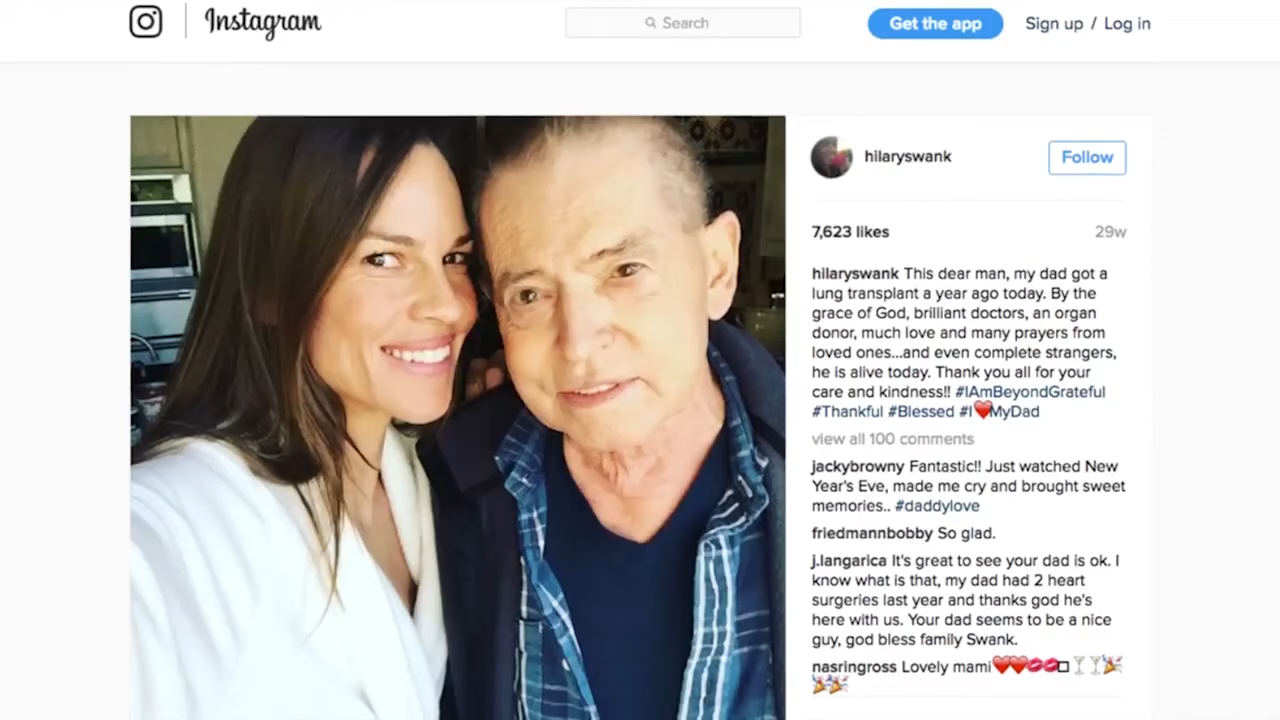 Instagram
Search
Get the app
Sign up / Log in
hilaryswank
Follow
7,623 likes
29w
hilaryswank This dear man, my dad got a
lung transplant a year ago today. By the
grace of God, brilliant doctors, an organ
donor, much love and many prayers from
loved ones...and even complete strangers,
he is alive today. Thank you all for your
care and kindness!! #IAmBeyondGrateful
#Thankful #Blessed #I❤️MyDad
view all 100 comments
jackybrowny Fantastic!! Just watched New
Year's Eve, made me cry and brought sweet
memories.. #daddylove
friedmannbobby So glad.
j.langarica It's great to see your dad is ok. I
know what is that, my dad had 2 heart
surgeries last year and thanks god he's
here with us. Your dad seems to be a nice
guy, god bless family Swank.
nasringross Lovely mami❤️❤️💋💋□🍸🍸🎉
🎉🎉